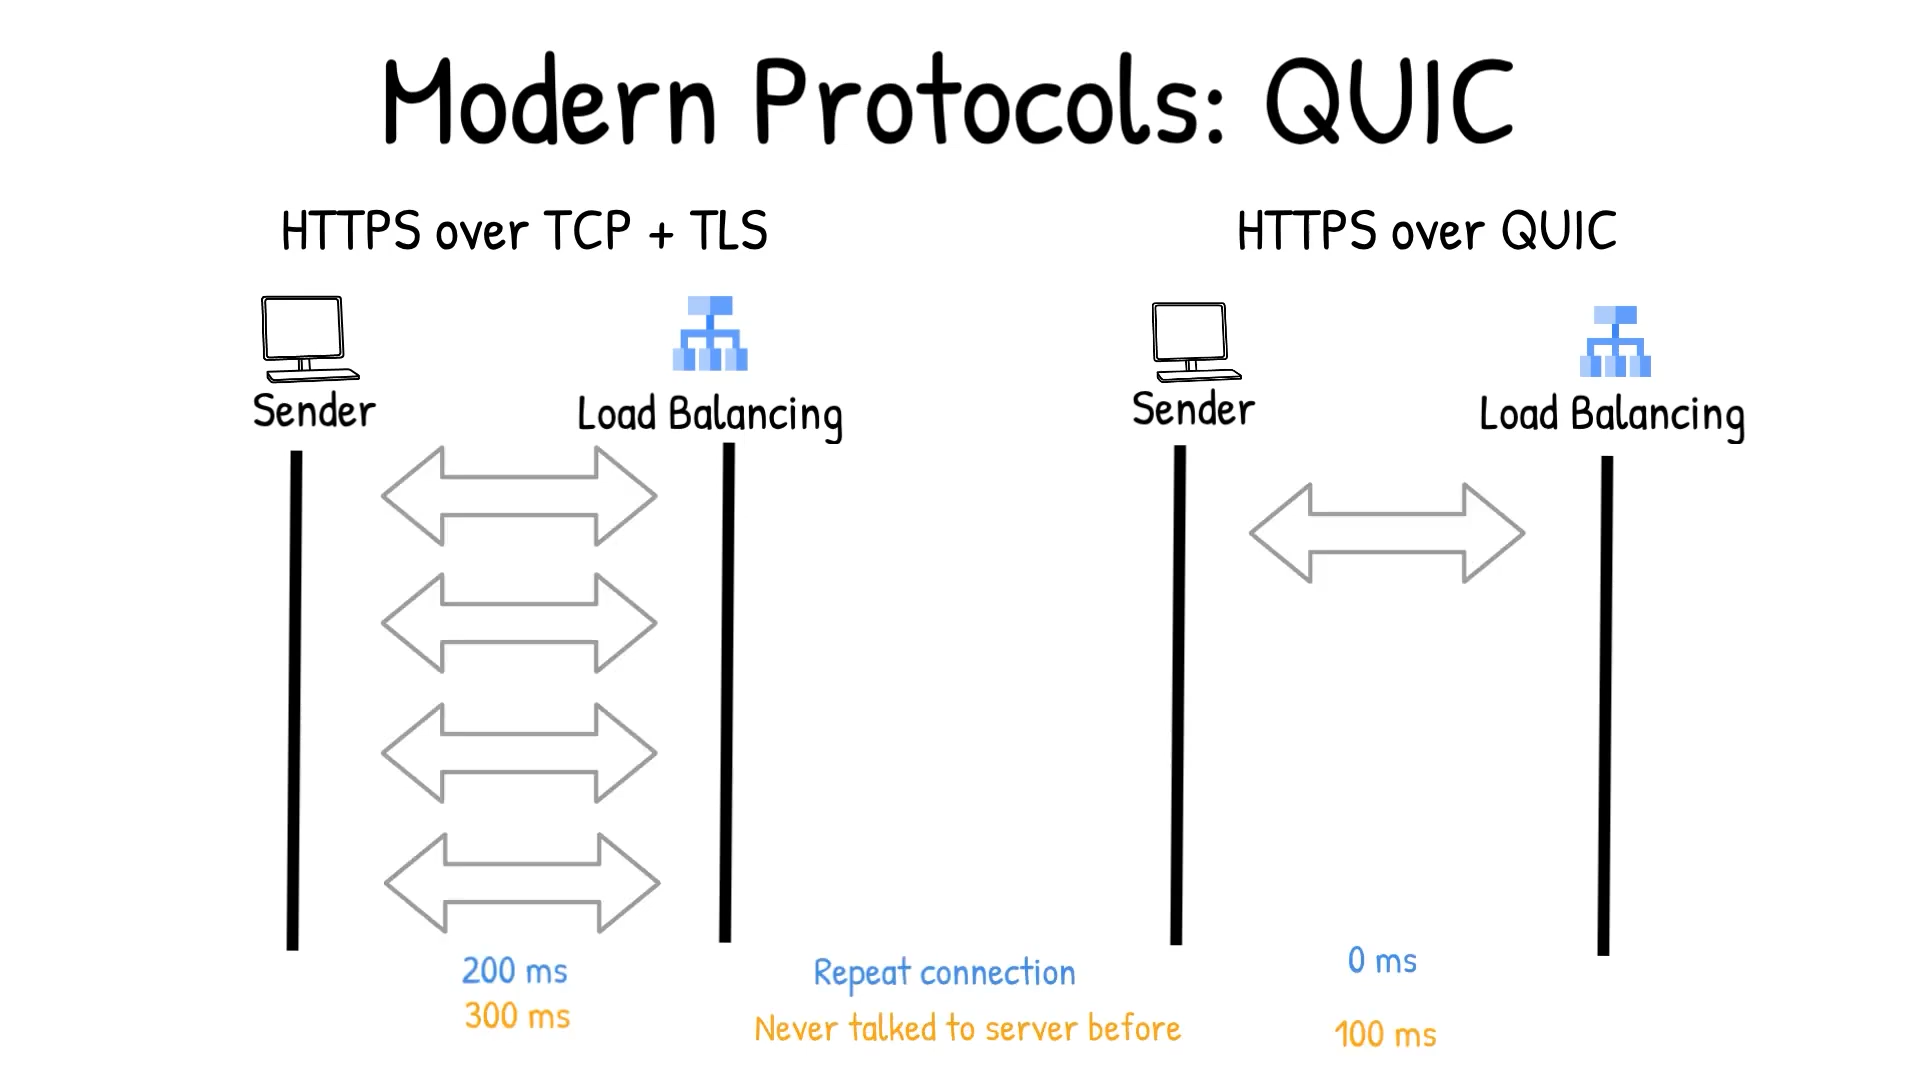 Modern Protocols: QUIC
HTTPS over TCP + TLS
HTTPS over QUIC
Sender
Load Balancing
Sender
Load Balancing
200 ms
Repeat connection
0 ms
300 ms
Never talked to server before
100 ms